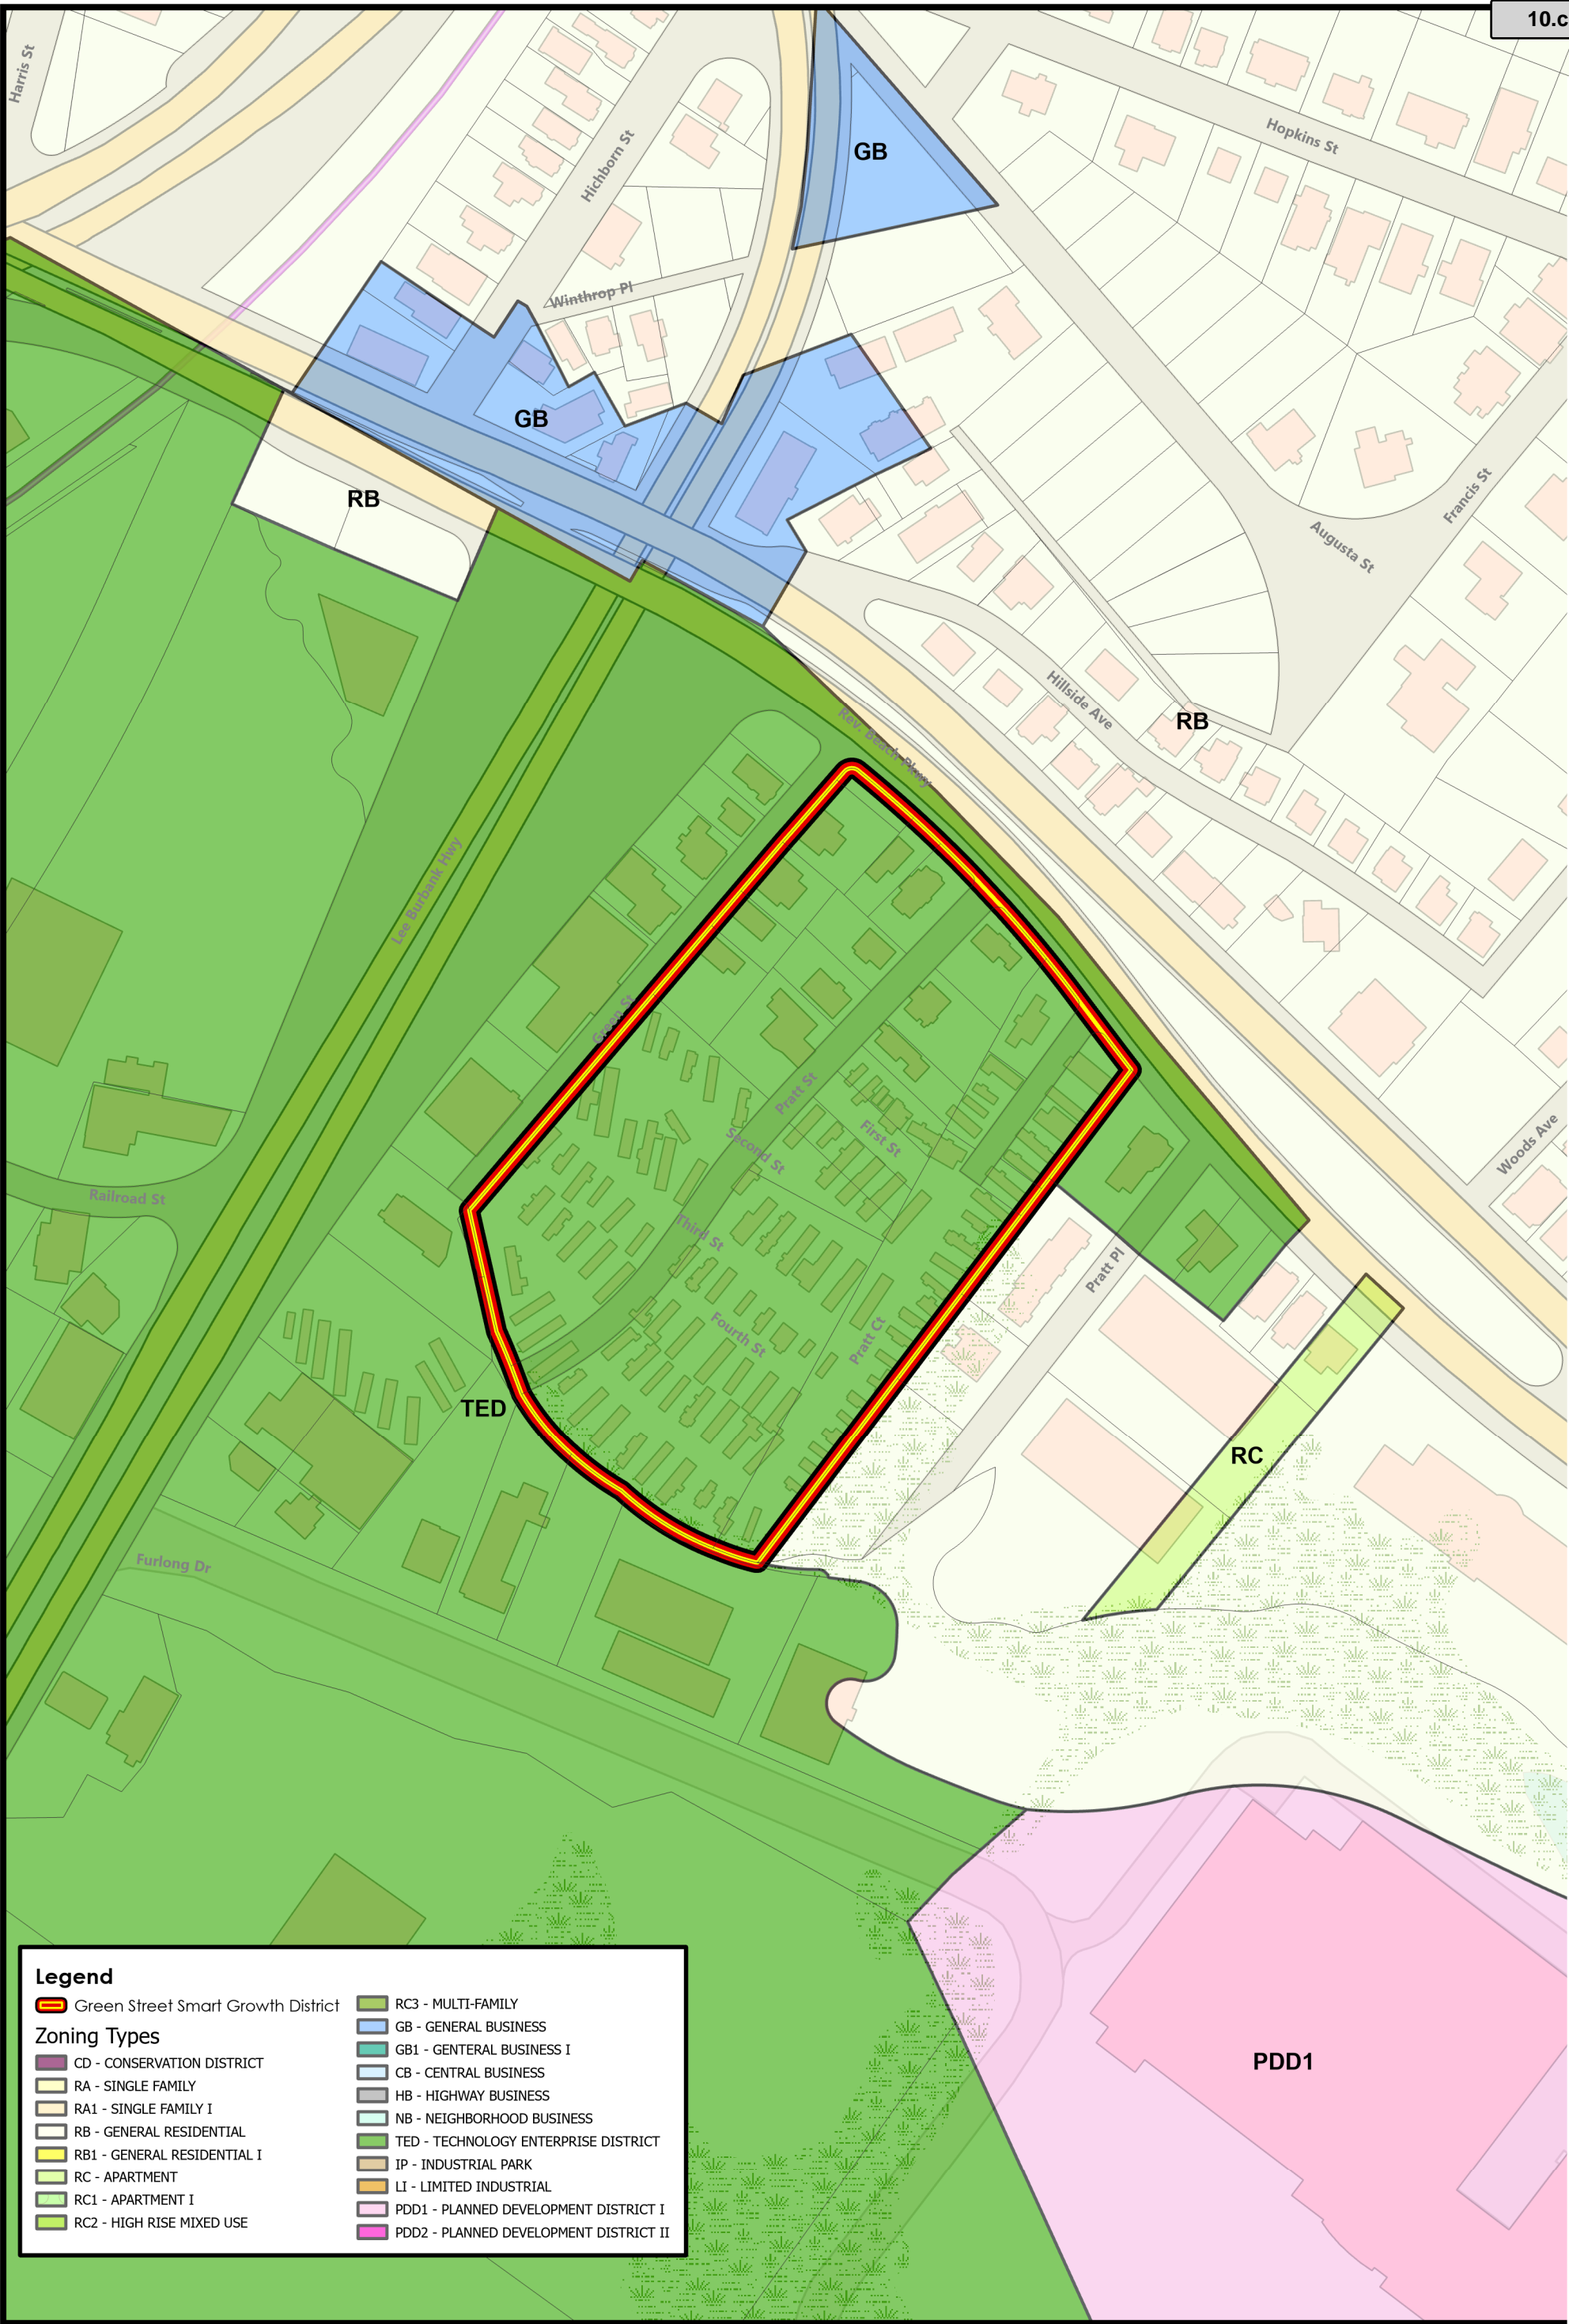 10.c
Harris St
Hichborn St
Hopkins St
GB
Winthrop Pl
GB
RB
Francis St
Augusta St
Hillside Ave
RB
Rev. Beach Pkwy
Lee Burbank Hwy
Green St
Pratt St
First St
Second St
Woods Ave
Railroad St
Third St
Pratt Pl
Fourth St
Pratt Ct
TED
RC
Furlong Dr
PDD1
Legend
Green Street Smart Growth District
Zoning Types
CD - CONSERVATION DISTRICT
RA - SINGLE FAMILY
RA1 - SINGLE FAMILY I
RB - GENERAL RESIDENTIAL
RB1 - GENERAL RESIDENTIAL I
RC - APARTMENT
RC1 - APARTMENT I
RC2 - HIGH RISE MIXED USE
RC3 - MULTI-FAMILY
GB - GENERAL BUSINESS
GB1 - GENTERAL BUSINESS I
CB - CENTRAL BUSINESS
HB - HIGHWAY BUSINESS
NB - NEIGHBORHOOD BUSINESS
TED - TECHNOLOGY ENTERPRISE DISTRICT
IP - INDUSTRIAL PARK
LI - LIMITED INDUSTRIAL
PDD1 - PLANNED DEVELOPMENT DISTRICT I
PDD2 - PLANNED DEVELOPMENT DISTRICT II